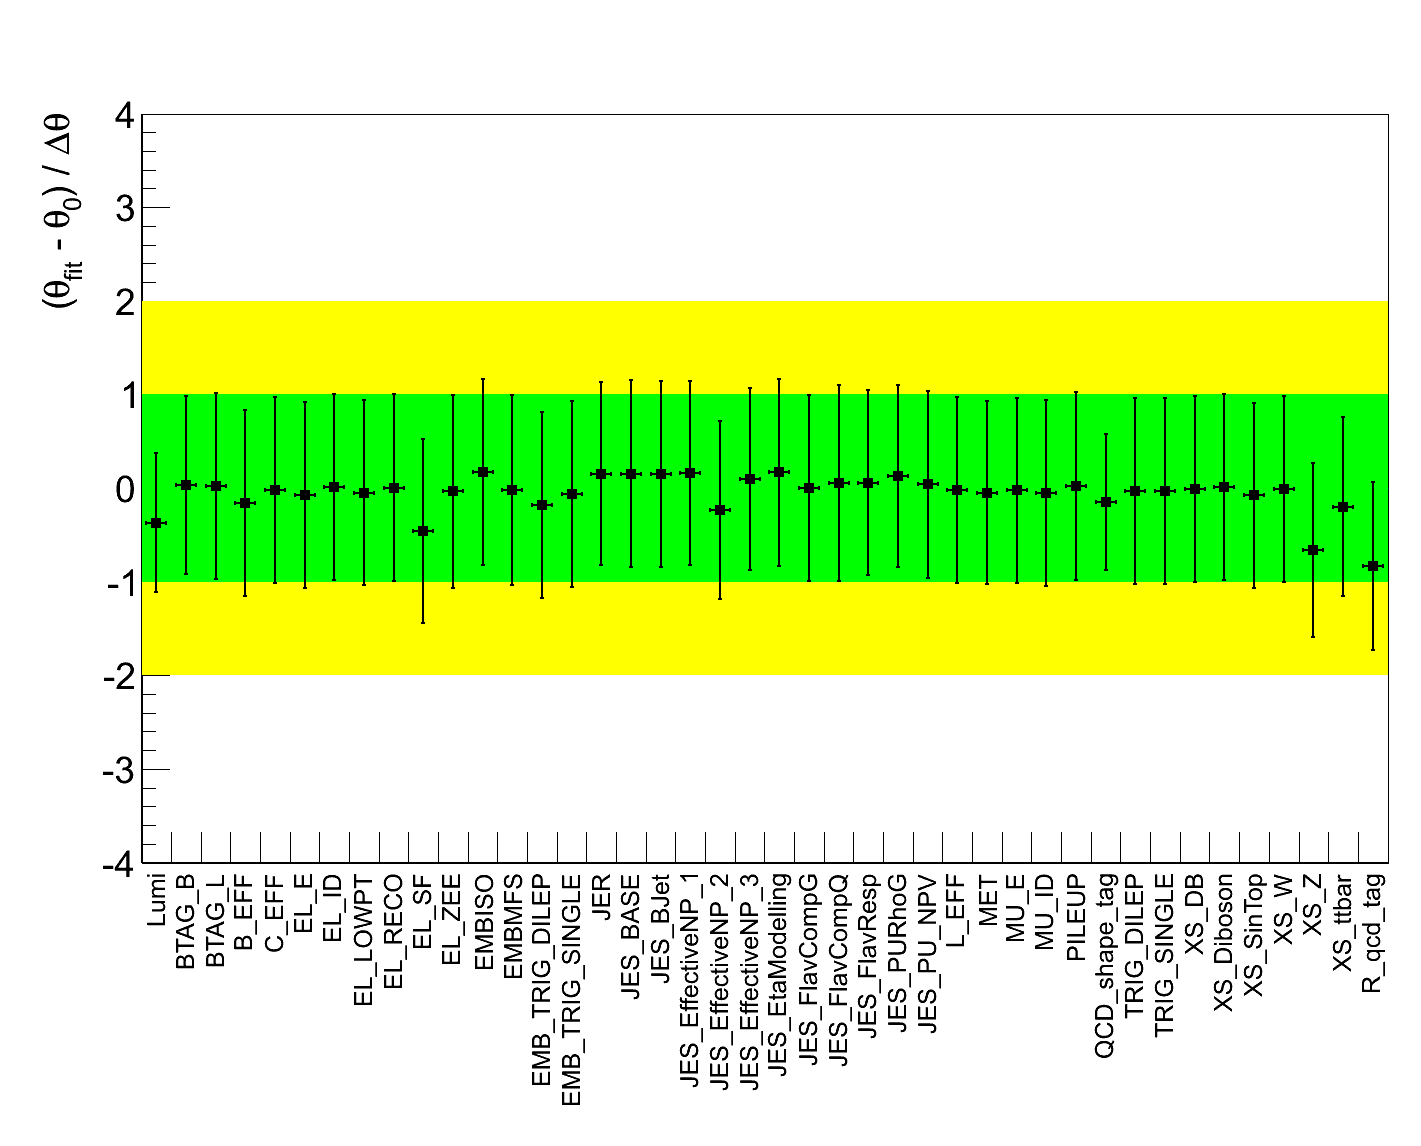 (θfit - θ0) / Δθ
4
3
2
1
0
-1
-2
-3
-4
Lumi
BTAG_B
BTAG_L
B_EFF
C_EFF
EL_E
EL_ID
EL_LOWPT
EL_RECO
EL_SF
EL_ZEE
EMBISO
EMBMFS
EMB_TRIG_DILEP
EMB_TRIG_SINGLE
JER
JES_BASE
JES_BJet
JES_EffectiveNP_1
JES_EffectiveNP_2
JES_EffectiveNP_3
JES_EtaModelling
JES_FlavCompG
JES_FlavCompQ
JES_FlavResp
JES_PURhoG
JES_PU_NPV
L_EFF
MET
MU_E
MU_ID
PILEUP
QCD_shape_tag
TRIG_DILEP
TRIG_SINGLE
XS_DB
XS_Diboson
XS_SinTop
XS_W
XS_Z
XS_ttbar
R_qcd_tag